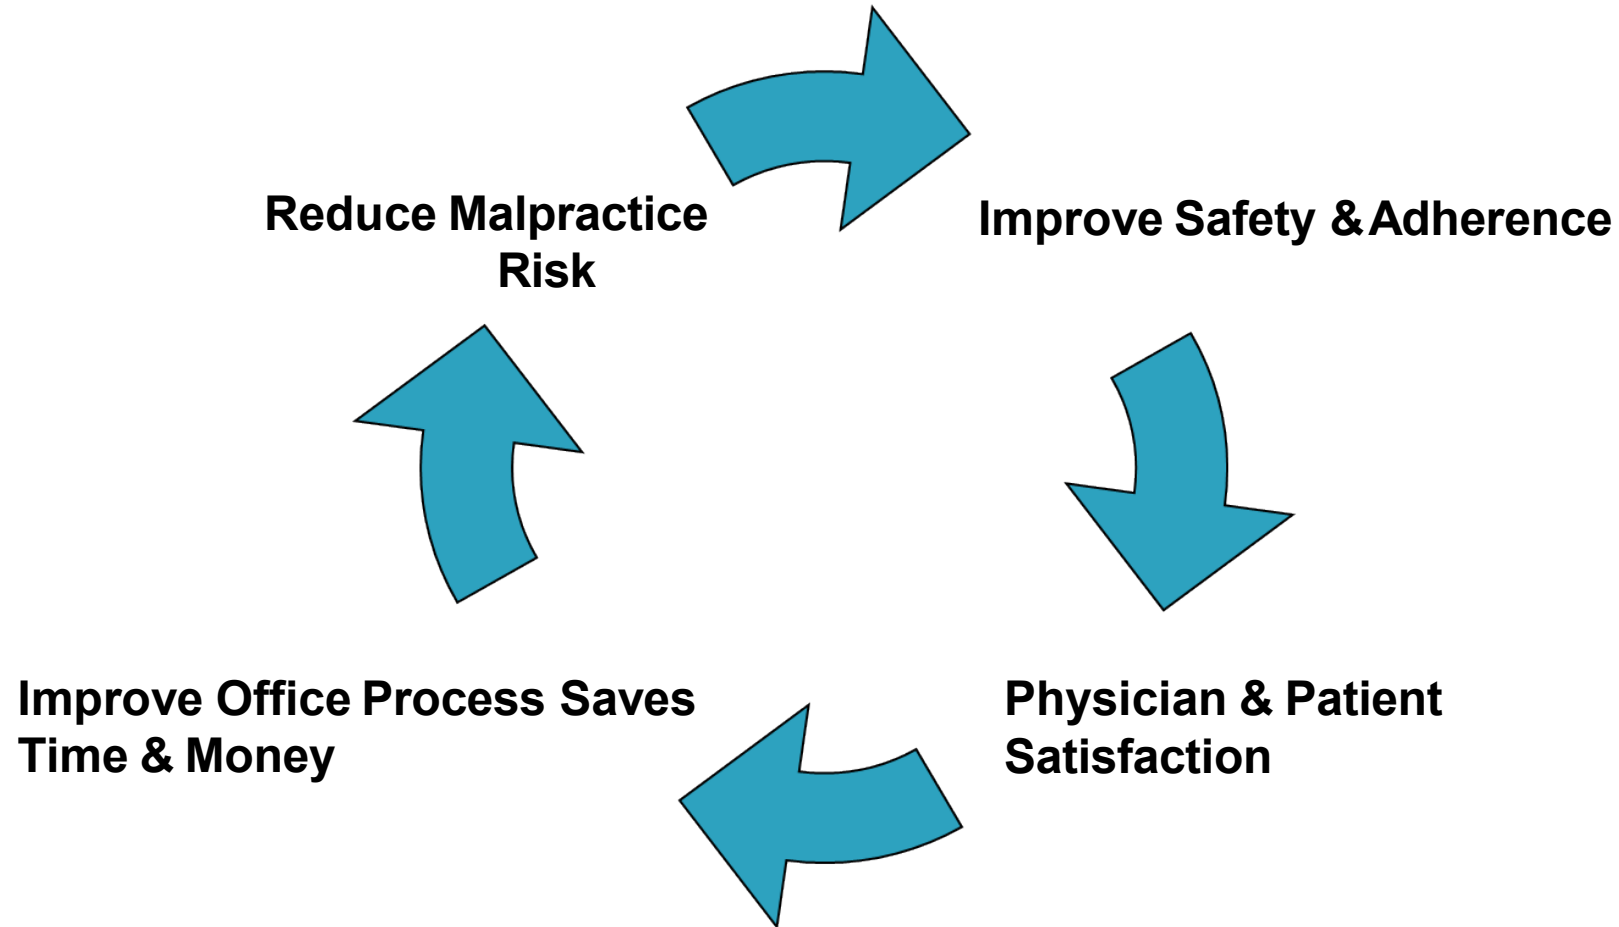 Reduce Malpractice
Risk
Improve Safety & Adherence
Improve Office Process Saves
Time & Money
Physician & Patient
Satisfaction